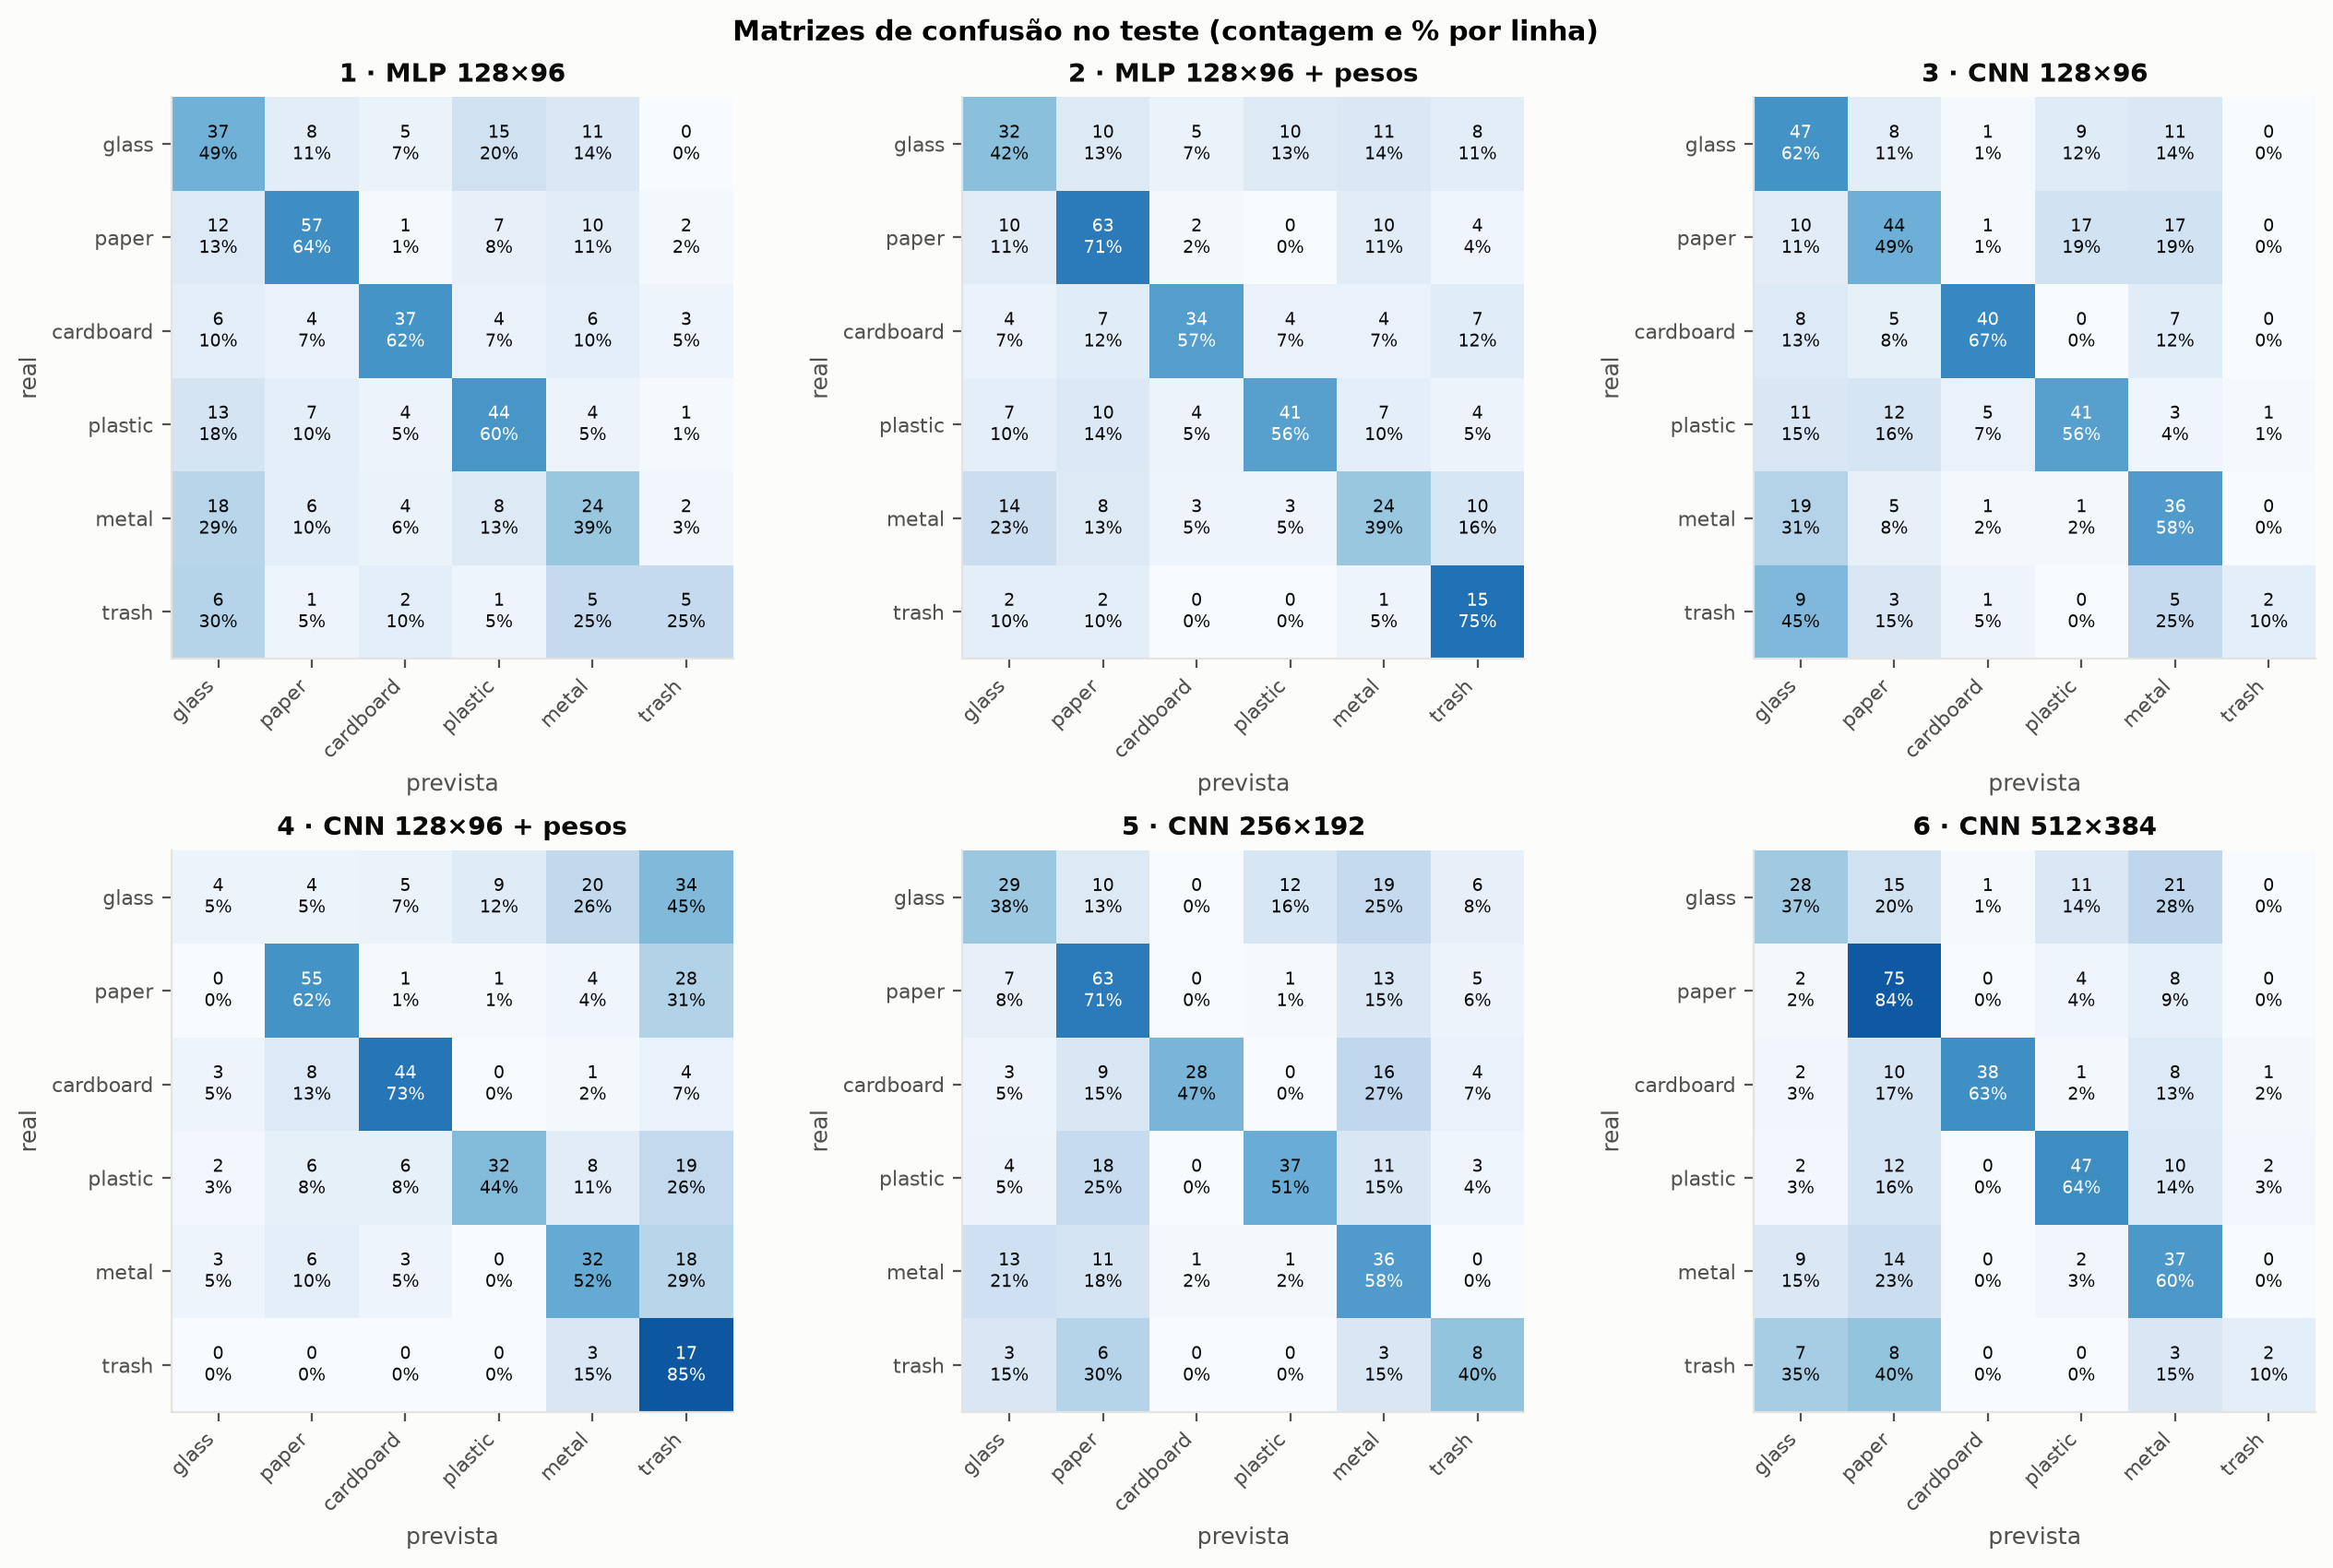 Matrizes de confusão no teste (contagem e % por linha)
1 · MLP 128×96
37 8 5 15 11 0
49% 11% 7% 20% 14% 0%
glass
12 57 1 7 10 2
13% 64% 1% 8% 11% 2%
paper
6 4 37 4 6 3
10% 7% 62% 7% 10% 5%
cardboard
13 7 4 44 4 1
18% 10% 5% 60% 5% 1%
plastic
18 6 4 8 24 2
29% 10% 6% 13% 39% 3%
metal
6 1 2 1 5 5
30% 5% 10% 5% 25% 25%
trash
real
glass paper cardboard plastic metal trash
prevista
2 · MLP 128×96 + pesos
32 10 5 10 11 8
42% 13% 7% 13% 14% 11%
glass
10 63 2 0 10 4
11% 71% 2% 0% 11% 4%
paper
4 7 34 4 4 7
7% 12% 57% 7% 7% 12%
cardboard
7 10 4 41 7 4
10% 14% 5% 56% 10% 5%
plastic
14 8 3 3 24 10
23% 13% 5% 5% 39% 16%
metal
2 2 0 0 1 15
10% 10% 0% 0% 5% 75%
trash
real
glass paper cardboard plastic metal trash
prevista
3 · CNN 128×96
47 8 1 9 11 0
62% 11% 1% 12% 14% 0%
glass
10 44 1 17 17 0
11% 49% 1% 19% 19% 0%
paper
8 5 40 0 7 0
13% 8% 67% 0% 12% 0%
cardboard
11 12 5 41 3 1
15% 16% 7% 56% 4% 1%
plastic
19 5 1 1 36 0
31% 8% 2% 2% 58% 0%
metal
9 3 1 0 5 2
45% 15% 5% 0% 25% 10%
trash
real
glass paper cardboard plastic metal trash
prevista
4 · CNN 128×96 + pesos
4 4 5 9 20 34
5% 5% 7% 12% 26% 45%
glass
0 55 1 1 4 28
0% 62% 1% 1% 4% 31%
paper
3 8 44 0 1 4
5% 13% 73% 0% 2% 7%
cardboard
2 6 6 32 8 19
3% 8% 8% 44% 11% 26%
plastic
3 6 3 0 32 18
5% 10% 5% 0% 52% 29%
metal
0 0 0 0 3 17
0% 0% 0% 0% 15% 85%
trash
real
glass paper cardboard plastic metal trash
prevista
5 · CNN 256×192
29 10 0 12 19 6
38% 13% 0% 16% 25% 8%
glass
7 63 0 1 13 5
8% 71% 0% 1% 15% 6%
paper
3 9 28 0 16 4
5% 15% 47% 0% 27% 7%
cardboard
4 18 0 37 11 3
5% 25% 0% 51% 15% 4%
plastic
13 11 1 1 36 0
21% 18% 2% 2% 58% 0%
metal
3 6 0 0 3 8
15% 30% 0% 0% 15% 40%
trash
real
glass paper cardboard plastic metal trash
prevista
6 · CNN 512×384
28 15 1 11 21 0
37% 20% 1% 14% 28% 0%
glass
2 75 0 4 8 0
2% 84% 0% 4% 9% 0%
paper
2 10 38 1 8 1
3% 17% 63% 2% 13% 2%
cardboard
2 12 0 47 10 2
3% 16% 0% 64% 14% 3%
plastic
9 14 0 2 37 0
15% 23% 0% 3% 60% 0%
metal
7 8 0 0 3 2
35% 40% 0% 0% 15% 10%
trash
real
glass paper cardboard plastic metal trash
prevista